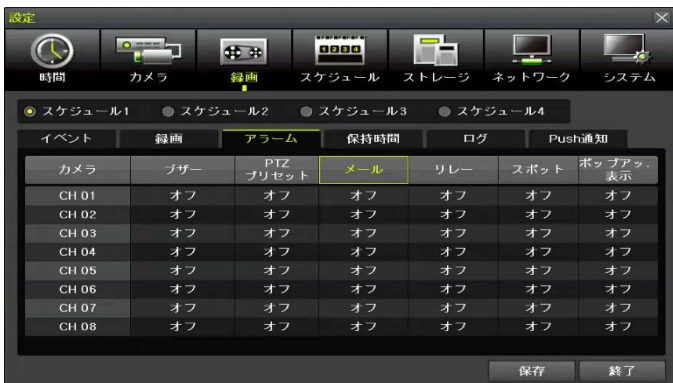 設定
時間 カメラ 録画 スケジュール ストレージ ネットワーク システム
スケジュール1 スケジュール2 スケジュール3 スケジュール4
イベント 録画 アラーム 保持時間 ログ Push通知
カメラ ブザー PTZ プリセット メール リレー スポット ポップアッ. 表示
CH 01 オフ オフ オフ オフ オフ オフ
CH 02 オフ オフ オフ オフ オフ オフ
CH 03 オフ オフ オフ オフ オフ オフ
CH 04 オフ オフ オフ オフ オフ オフ
CH 05 オフ オフ オフ オフ オフ オフ
CH 06 オフ オフ オフ オフ オフ オフ
CH 07 オフ オフ オフ オフ オフ オフ
CH 08 オフ オフ オフ オフ オフ オフ
保存 終了